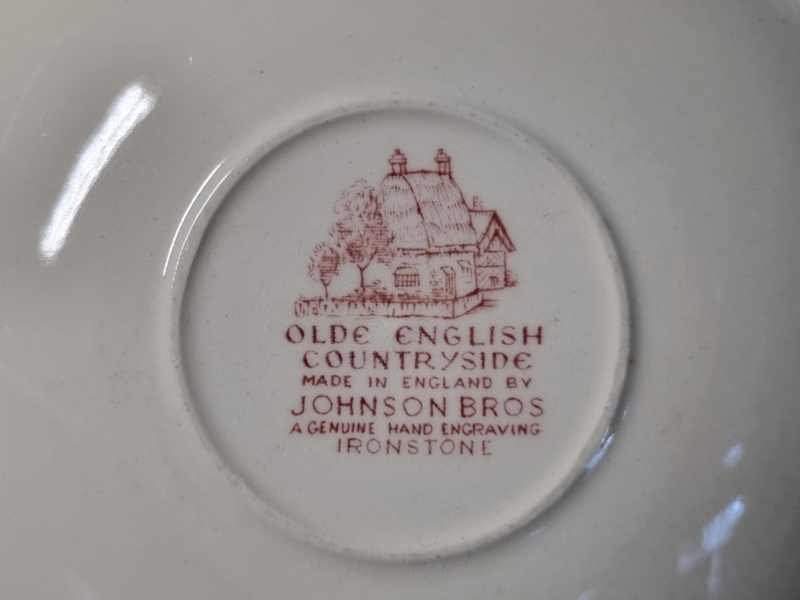 OLDE ENGLISH
COUNTRYSIDE
MADE IN ENGLAND BY
JOHNSON BROS
A GENUINE HAND ENGRAVING
IRONSTONE